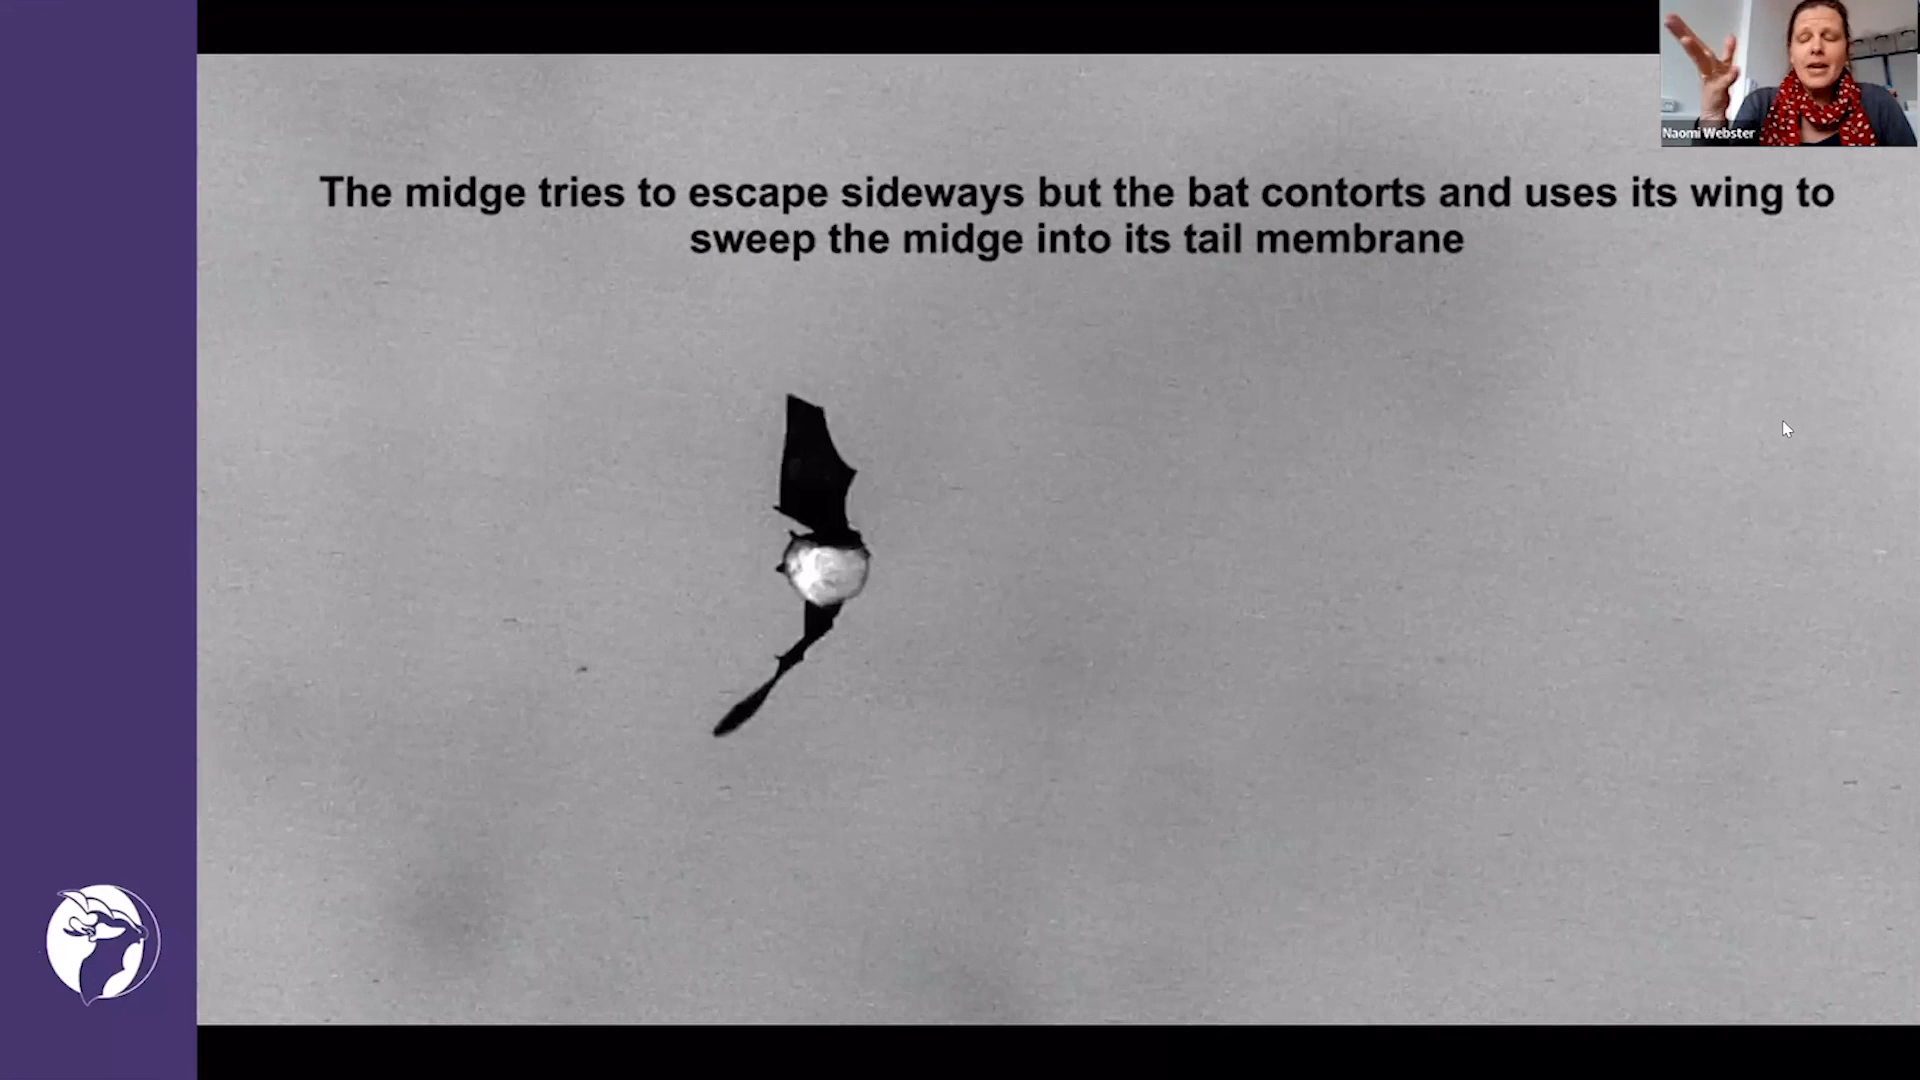 Naomi Webster
The midge tries to escape sideways but the bat contorts and uses its wing to
sweep the midge into its tail membrane